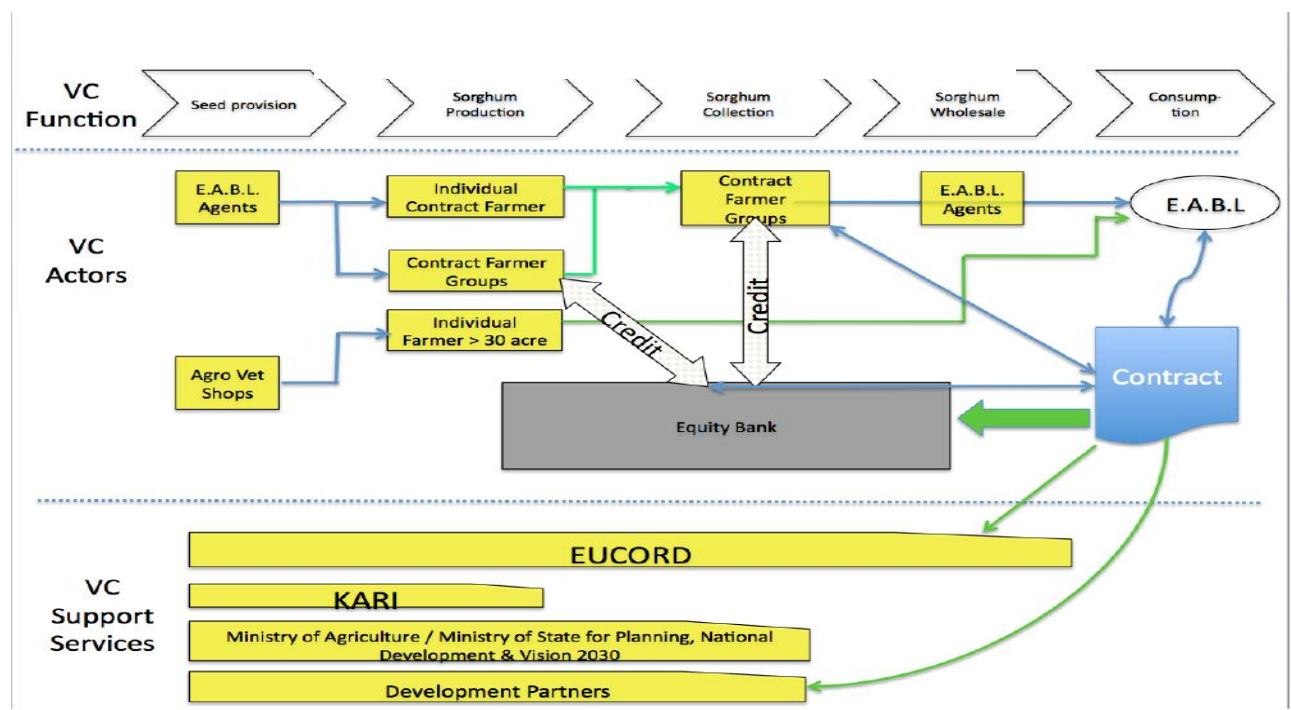 VC
Function
Seed provision
Sorghum
Production
Sorghum
Collection
Sorghum
Wholesale
Consump-
tion
VC
Actors
E.A.B.L.
Agents
Individual
Contract Farmer
Contract
Farmer
Groups
E.A.B.L.
Agents
E.A.B.L
Contract Farmer
Groups
Individual
Farmer > 30 acre
Agro Vet
Shops
Credit
Credit
Contract
Equity Bank
VC
Support
Services
EUCORD
KARI
Ministry of Agriculture / Ministry of State for Planning, National
Development & Vision 2030
Development Partners